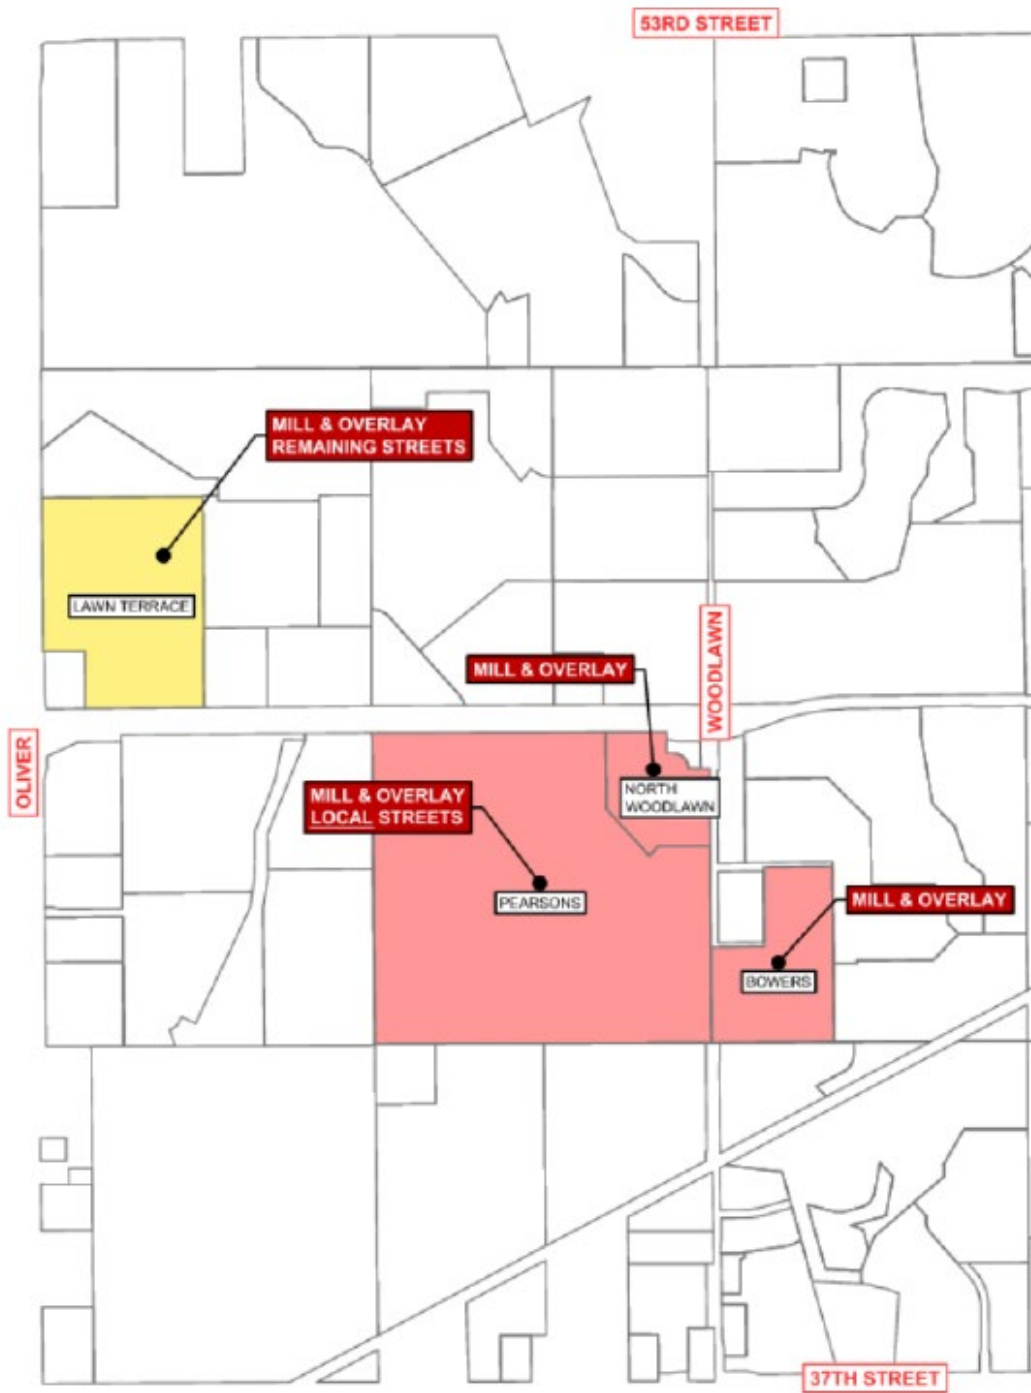 53RD STREET
MILL & OVERLAY
REMAINING STREETS
LAWN TERRACE
MILL & OVERLAY
WOODLAWN
OLIVER
MILL & OVERLAY
LOCAL STREETS
NORTH
WOODLAWN
PEARSONS
MILL & OVERLAY
BOWERS
37TH STREET